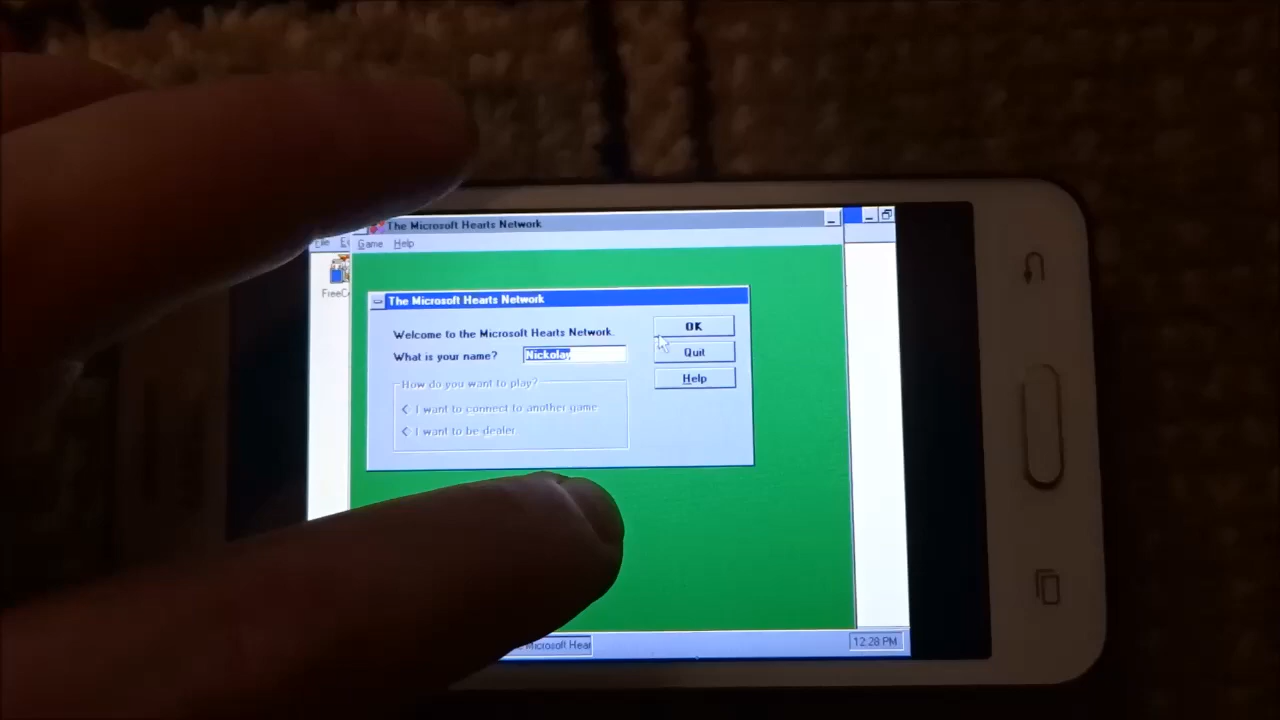 The Microsoft Hearts Network
File
Game Help
FreeC
The Microsoft Hearts Network
Welcome to the Microsoft Hearts Network.
What is your name? Nickolay
OK
Quit
Help
How do you want to play?
I want to connect to another game
I want to be dealer
Microsoft Hear
12:28 PM